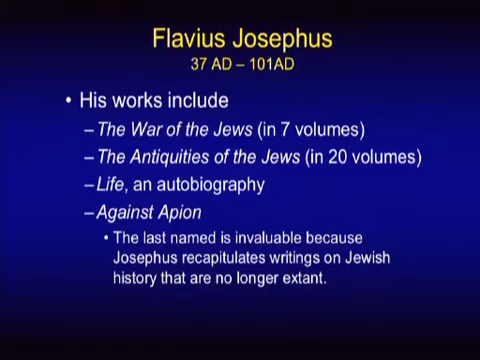 Flavius Josephus
37 AD – 101AD
• His works include
–The War of the Jews (in 7 volumes)
–The Antiquities of the Jews (in 20 volumes)
–Life, an autobiography
–Against Apion
• The last named is invaluable because
Josephus recapitulates writings on Jewish
history that are no longer extant.